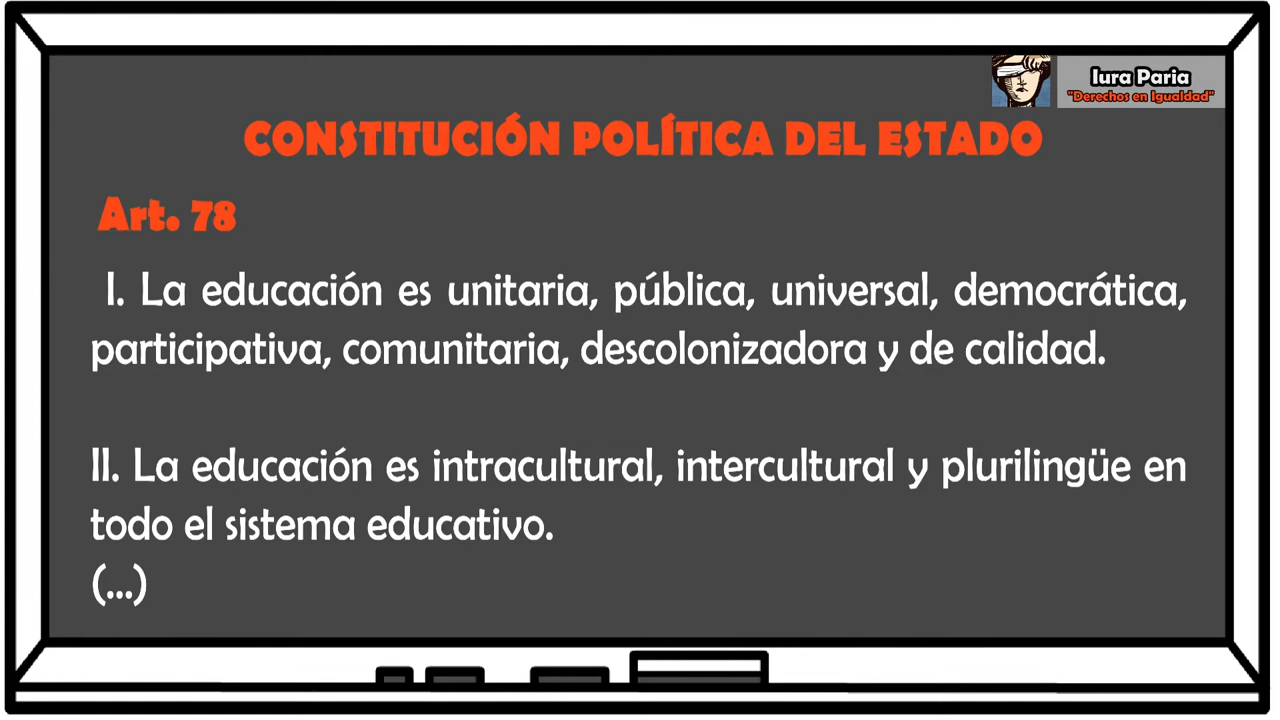 Iura Paria
"Derechos en Igualdad"
CONSTITUCIÓN POLÍTICA DEL ESTADO
Art. 78
I. La educación es unitaria, pública, universal, democrática,
participativa, comunitaria, descolonizadora y de calidad.
II. La educación es intracultural, intercultural y plurilingüe en
todo el sistema educativo.
(...)